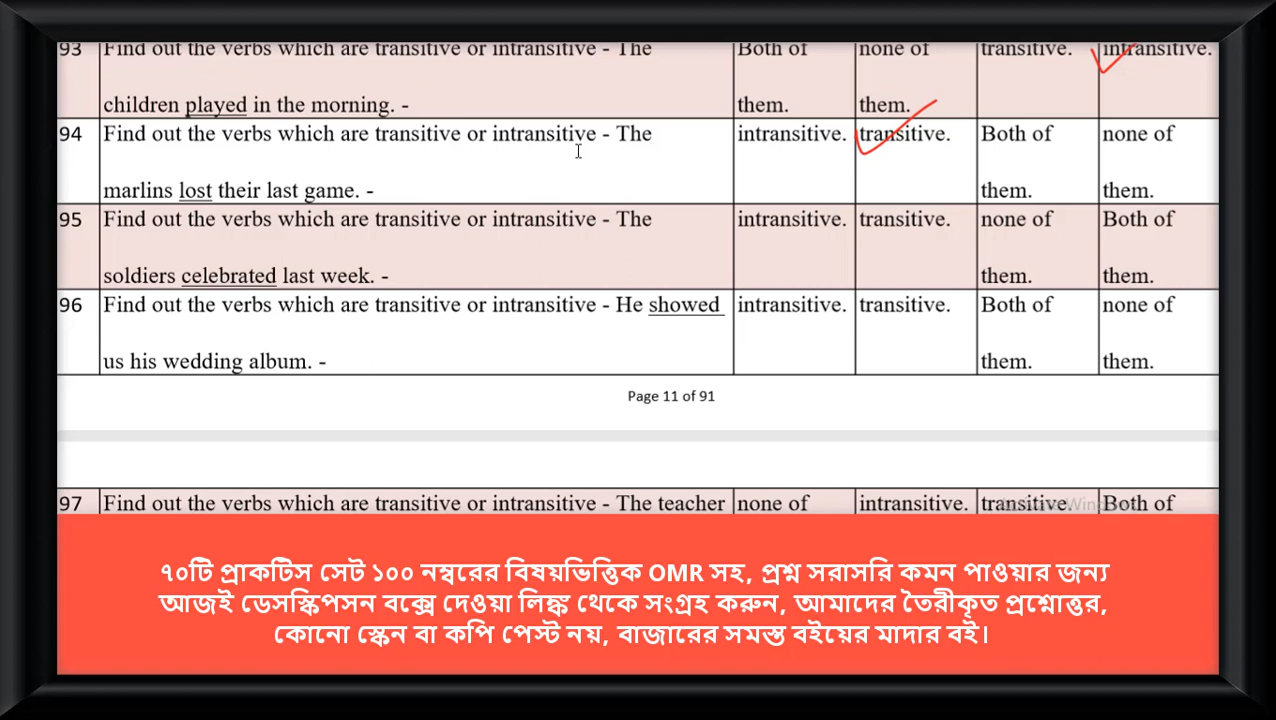 93 Find out the verbs which are transitive or intransitive - The Both of none of transitive. intransitive.
children played in the morning. - them. them.
94 Find out the verbs which are transitive or intransitive - The intransitive. transitive. Both of none of
marlins lost their last game. - them. them.
95 Find out the verbs which are transitive or intransitive - The intransitive. transitive. none of Both of
soldiers celebrated last week. - them. them.
96 Find out the verbs which are transitive or intransitive - He showed intransitive. transitive. Both of none of
us his wedding album. - them. them.
Page 11 of 91
97 Find out the verbs which are transitive or intransitive - The teacher none of intransitive. transitive. Both of
৭০টি প্রাকটিস সেট ১০০ নম্বরের বিষয়ভিত্তিক OMR সহ, প্রশ্ন সরাসরি কমন পাওয়ার জন্য
আজই ডেসস্ক্রিপসন বক্সে দেওয়া লিঙ্ক থেকে সংগ্রহ করুন, আমাদের তৈরীকৃত প্রশ্নোত্তর,
কোনো স্কেন বা কপি পেস্ট নয়, বাজারের সমস্ত বইয়ের মাদার বই।